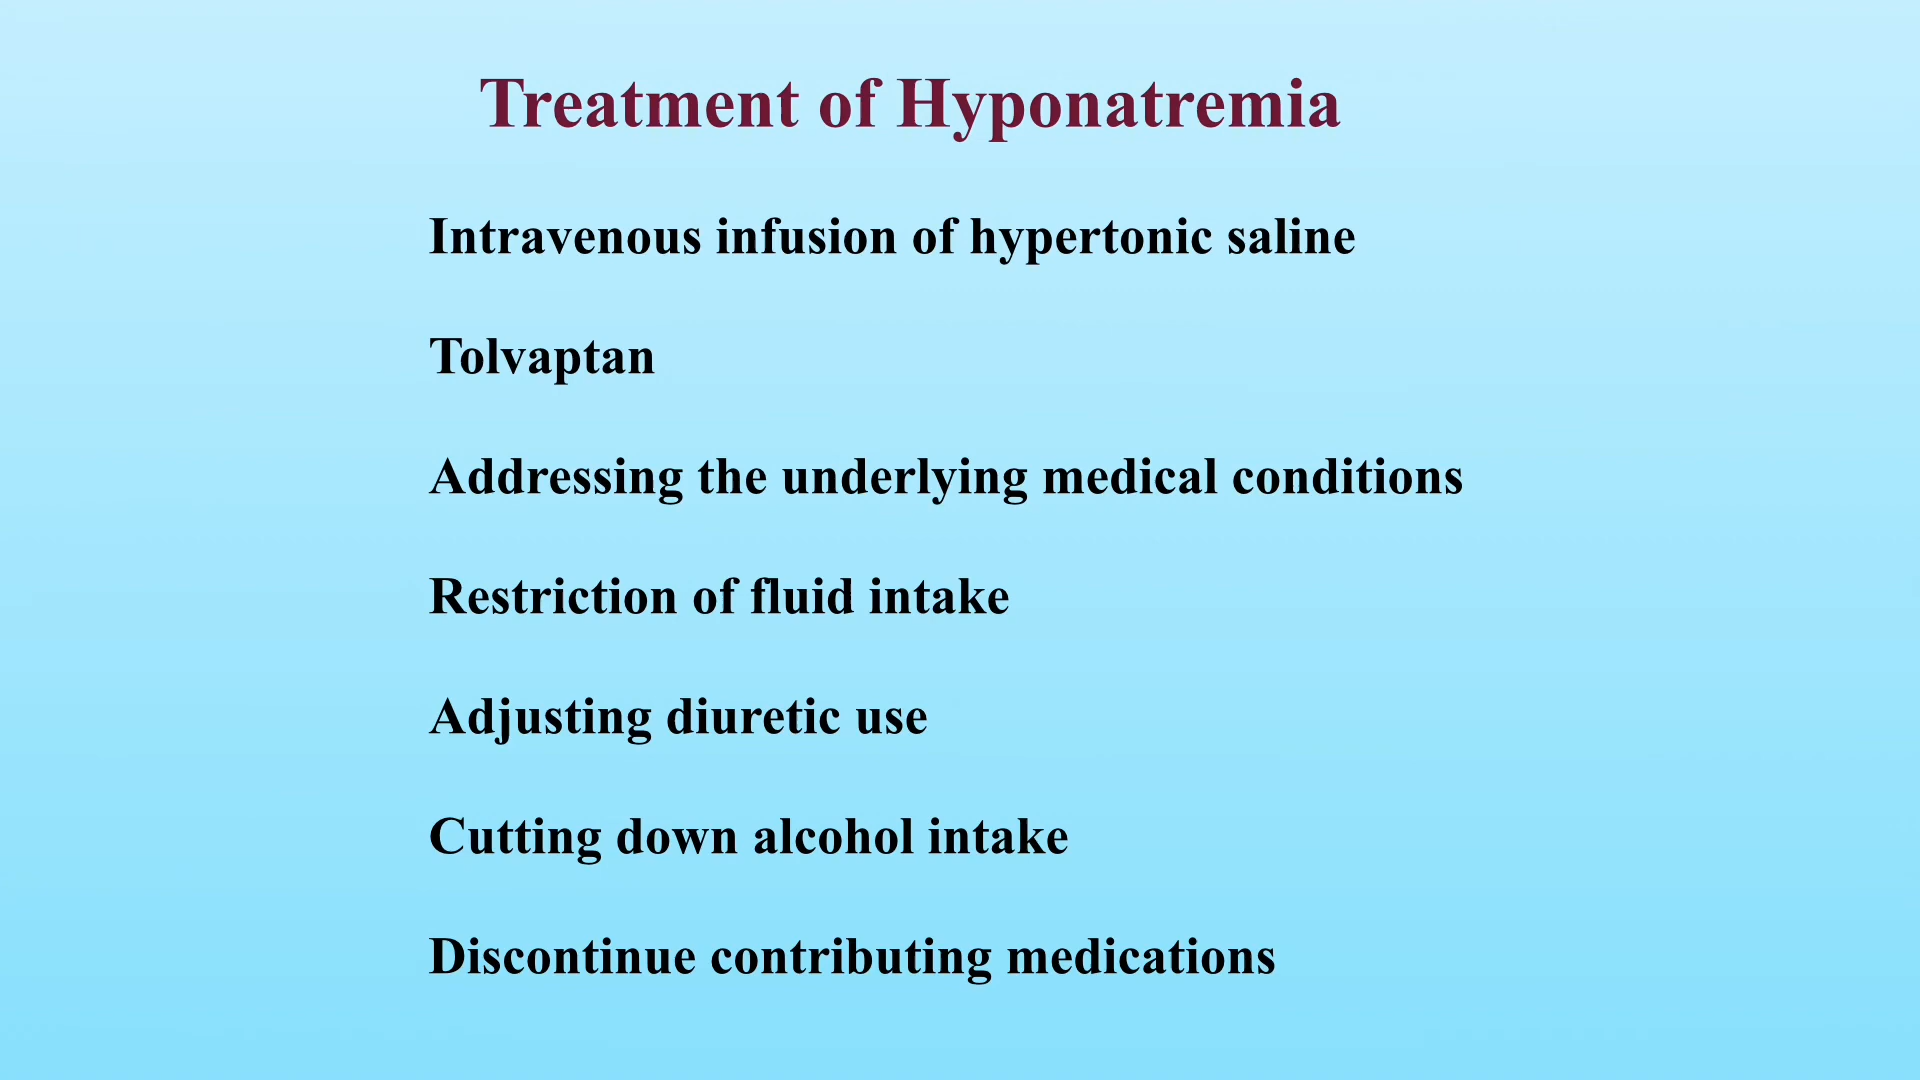 Treatment of Hyponatremia
Intravenous infusion of hypertonic saline
Tolvaptan
Addressing the underlying medical conditions
Restriction of fluid intake
Adjusting diuretic use
Cutting down alcohol intake
Discontinue contributing medications